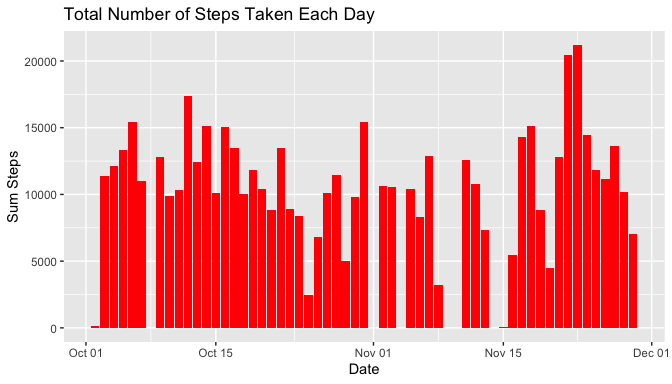 Total Number of Steps Taken Each Day
20000
15000
10000
5000
0
Sum Steps
Oct 01
Oct 15
Nov 01
Nov 15
Dec 01
Date